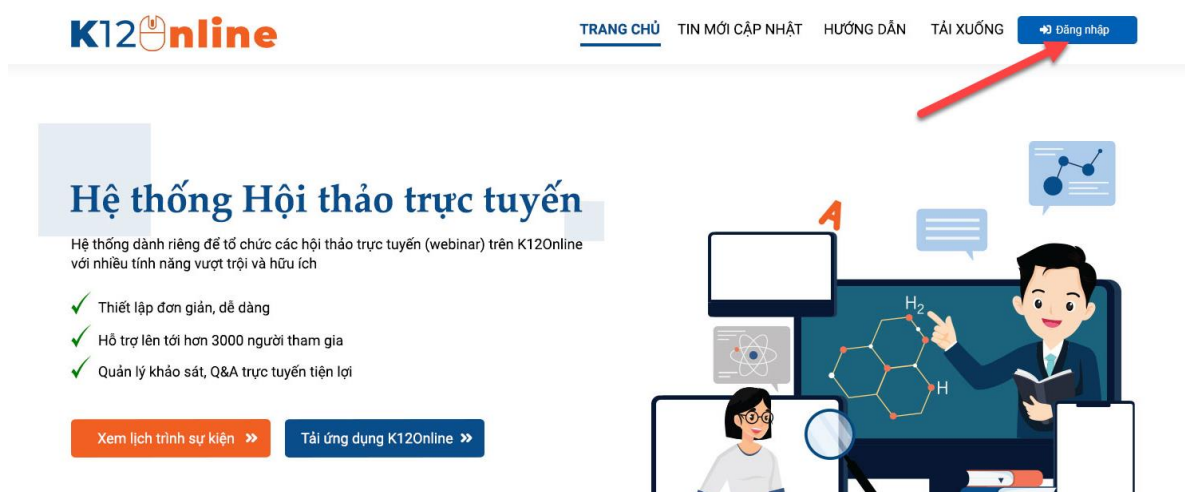 K12Online
TRANG CHỦ TIN MỚI CẬP NHẬT HƯỚNG DẪN TẢI XUỐNG Đăng nhập
Hệ thống Hội thảo trực tuyến
Hệ thống dành riêng để tổ chức các hội thảo trực tuyến (webinar) trên K12Online
với nhiều tính năng vượt trội và hữu ích
Thiết lập đơn giản, dễ dàng
Hỗ trợ lên tới hơn 3000 người tham gia
Quản lý khảo sát, Q&A trực tuyến tiện lợi
Xem lịch trình sự kiện »
Tải ứng dụng K12Online »
A
H₂
H